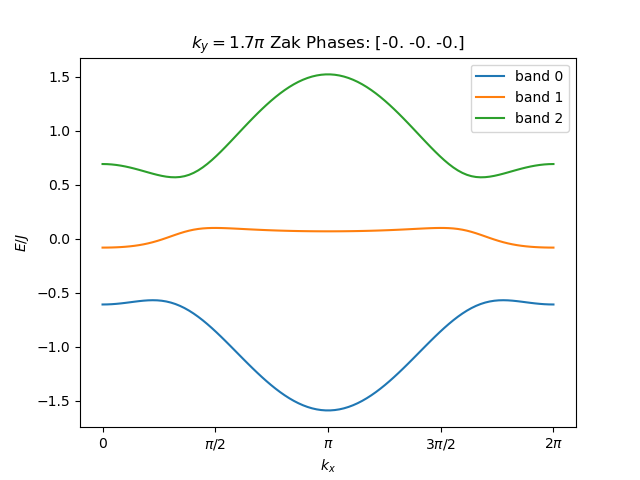 k_y = 1.7π Zak Phases: [-0. -0. -0.]
band 0
band 1
band 2
1.5
1.0
0.5
0.0
−0.5
−1.0
−1.5
E/J
0 π/2 π 3π/2 2π
k_x